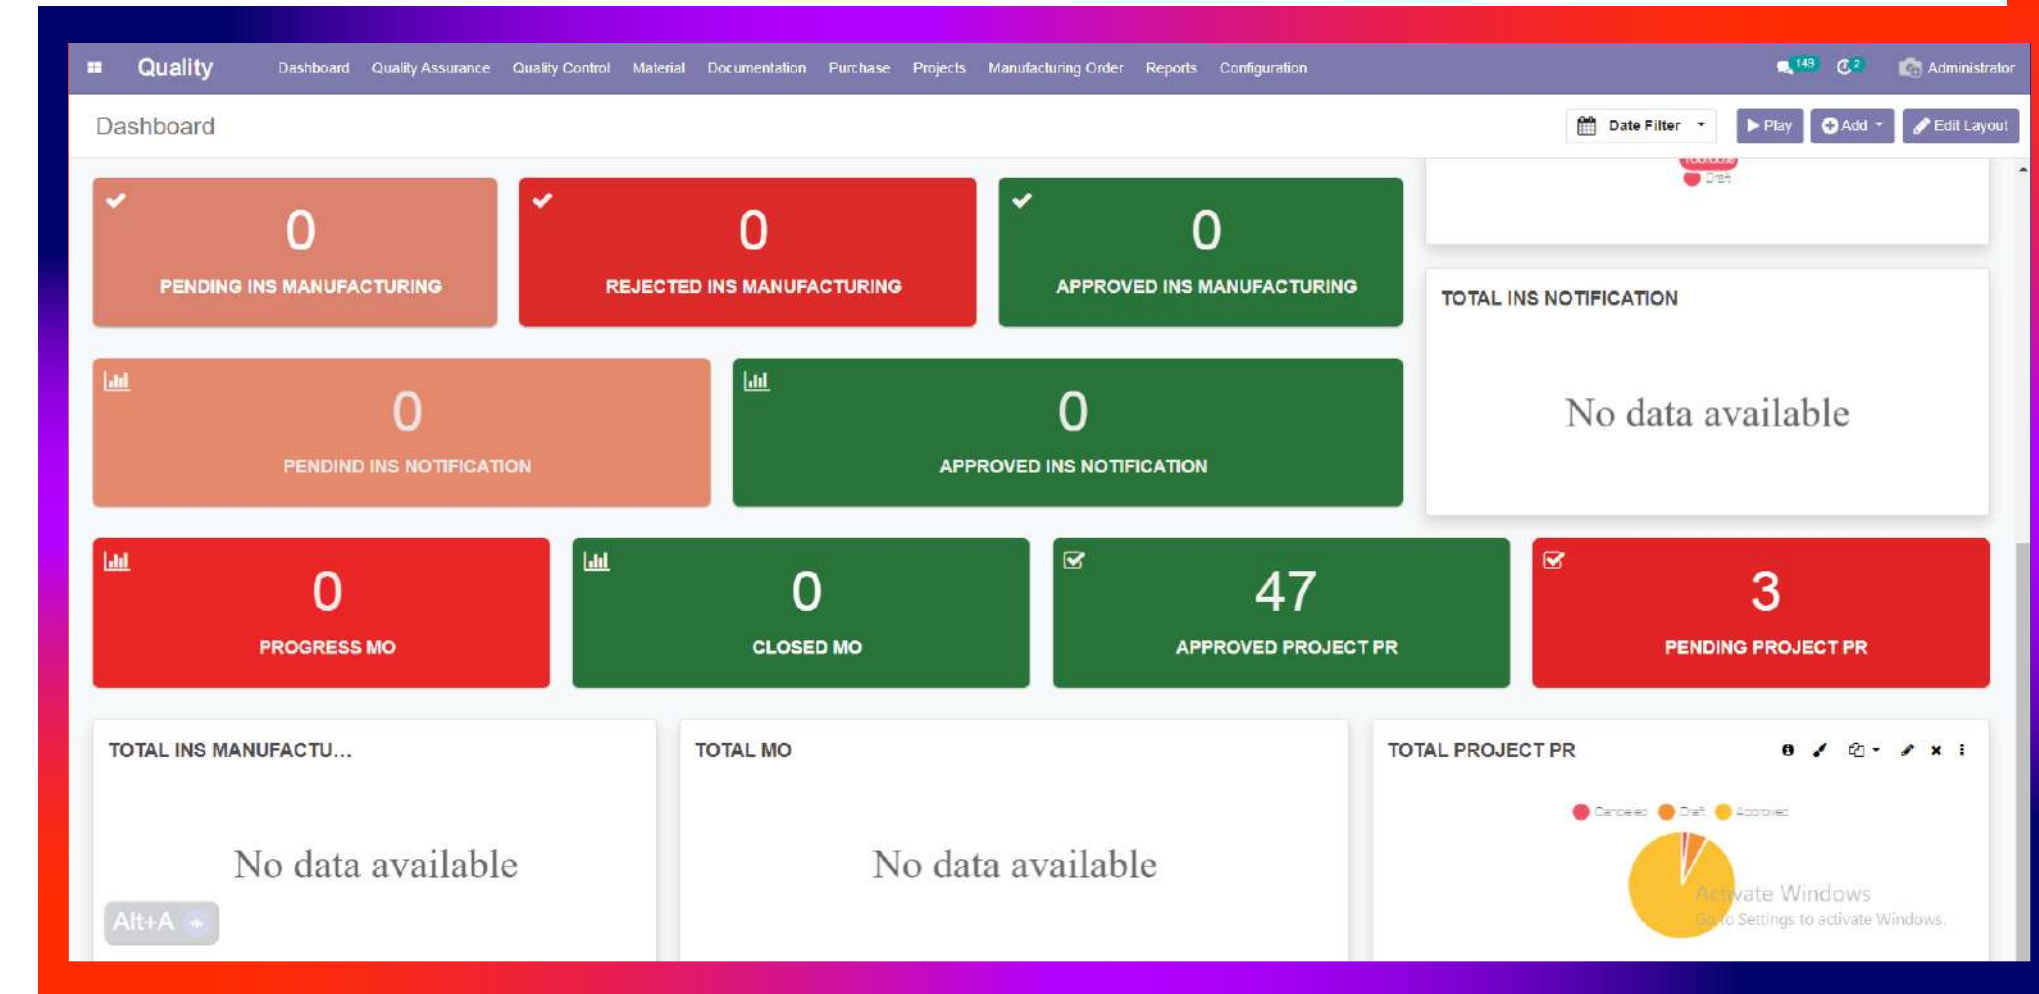 Quality Dashboard Quality Assurance Quality Control Material Documentation Purchase Projects Manufacturing Order Reports Configuration 149 2 Administrator
Dashboard Date Filter Play Add Edit Layout
Draft
0
PENDING INS MANUFACTURING
0
REJECTED INS MANUFACTURING
0
APPROVED INS MANUFACTURING
TOTAL INS NOTIFICATION
No data available
0
PENDIND INS NOTIFICATION
0
APPROVED INS NOTIFICATION
0
PROGRESS MO
0
CLOSED MO
47
APPROVED PROJECT PR
3
PENDING PROJECT PR
TOTAL INS MANUFACTU...
No data available
Alt+A
TOTAL MO
No data available
TOTAL PROJECT PR
Canceled Draft Approved
Activate Windows
Go to Settings to activate Windows.